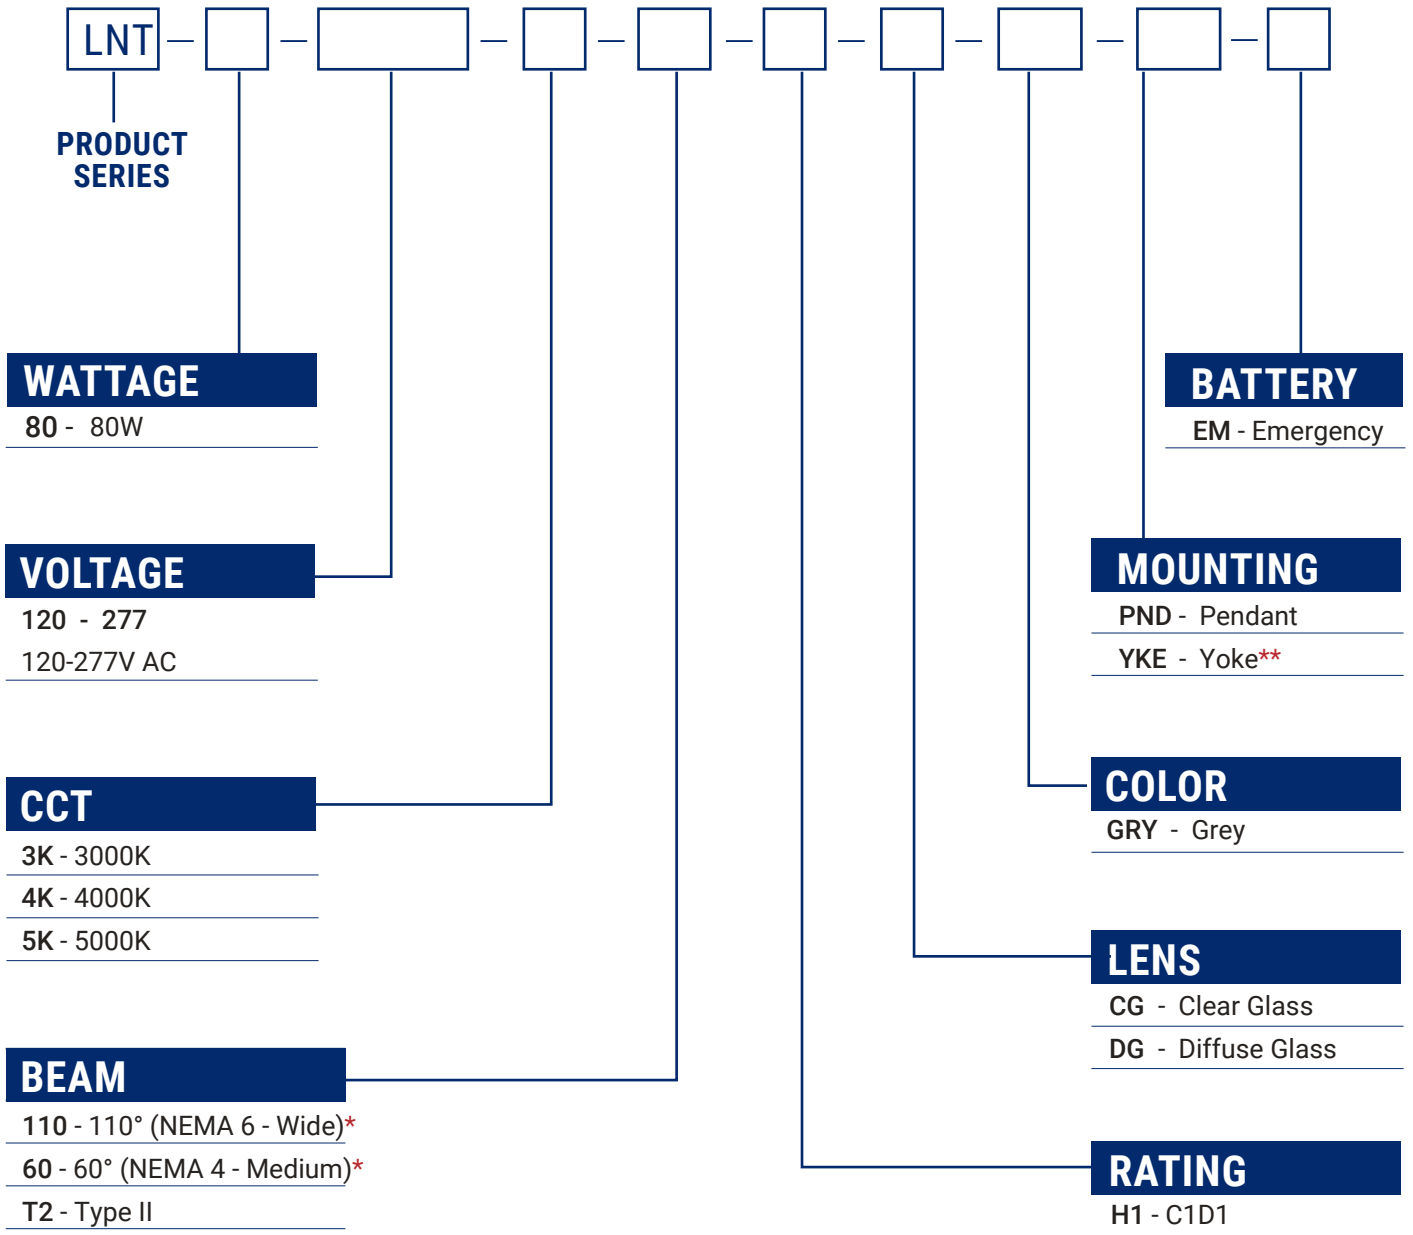 LNT
PRODUCT
SERIES
WATTAGE
80 - 80W
VOLTAGE
120 - 277
120-277V AC
CCT
3K - 3000K
4K - 4000K
5K - 5000K
BEAM
110 - 110° (NEMA 6 - Wide)*
60 - 60° (NEMA 4 - Medium)*
T2 - Type II
BATTERY
EM - Emergency
MOUNTING
PND - Pendant
YKE - Yoke**
COLOR
GRY - Grey
LENS
CG - Clear Glass
DG - Diffuse Glass
RATING
H1 - C1D1